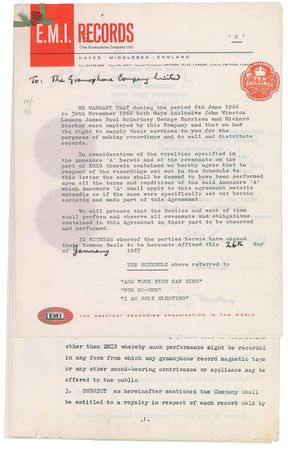 E.M.I. RECORDS
(The Gramophone Company Ltd)
"C"
HAYES · MIDDLESEX · ENGLAND
To: The Gramophone Company Limited
TEN
SHILLINGS
WE WARRANT THAT during the period 6th June 1966
to 30th November 1966 both days inclusive John Winston
Lennon James Paul McCartney George Harrison and Richard
Starkey were employed by this Company and that we had
the right to supply their services to you for the
purposes of making recordings and to sell and distribute
records.
In consideration of the royalties specified in
the Annexure 'A' hereto and of the covenants on the
part of EMIR therein contained we hereby agree that in
respect of the recordings set out in the Schedule to
this letter the same shall be deemed to have been performed
upon all the terms and conditions of the said Annexure 'A'
which Annexure 'A' shall apply to this agreement mutatis
mutandis as if the same were specifically set out herein
seriatim and made part of this Agreement.
We will procure that the Beatles and each of them
shall perform and observe all covenants and obligations
contained in this Agreement on their part to be observed
and performed.
IN WITNESS whereof the parties hereto have caused
their Common Seals to be hereunto affixed this 26th day
of January 1967
THE SCHEDULE above referred to
"AND YOUR BIRD CAN SING"
"FOR NO-ONE"
"I AM ONLY SLEEPING"
EMI
THE GREATEST RECORDING ORGANISATION IN THE WORLD
other than EMIR whereby such performance might be recorded
in any form from which any gramophone record magnetic tape
or any other sound-bearing contrivance or appliance may be
offered to the public
3. SUBJECT as hereinafter mentioned the Company shall
be entitled to a royalty in respect of each record sold by